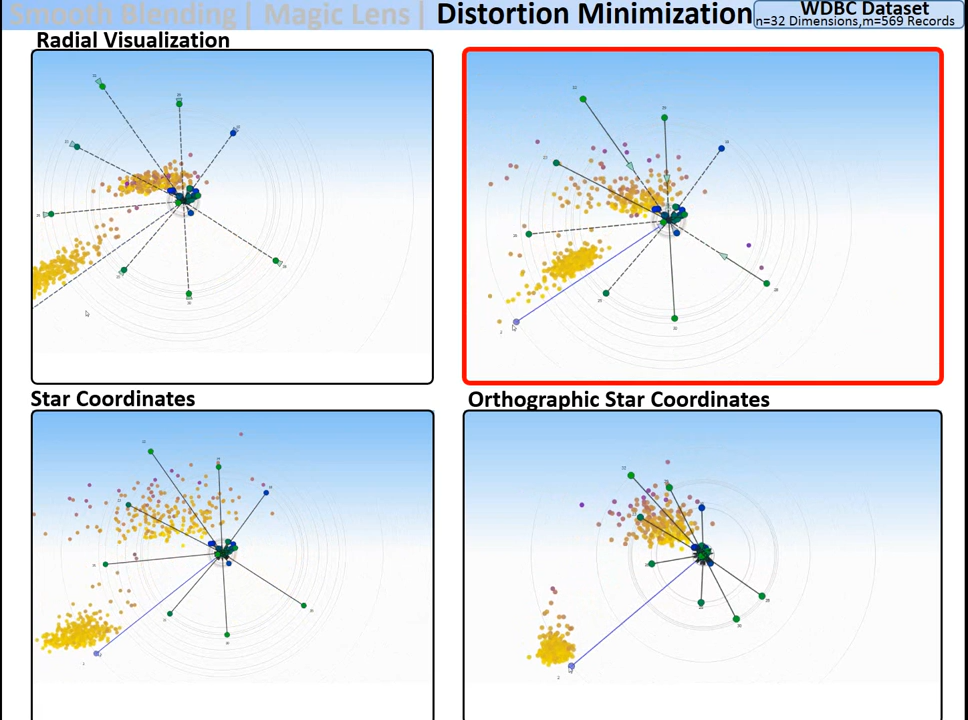 Smooth Blending | Magic Lens | Distortion Minimization
WDBC Dataset
n=32 Dimensions,m=569 Records
Radial Visualization
Star Coordinates
Orthographic Star Coordinates